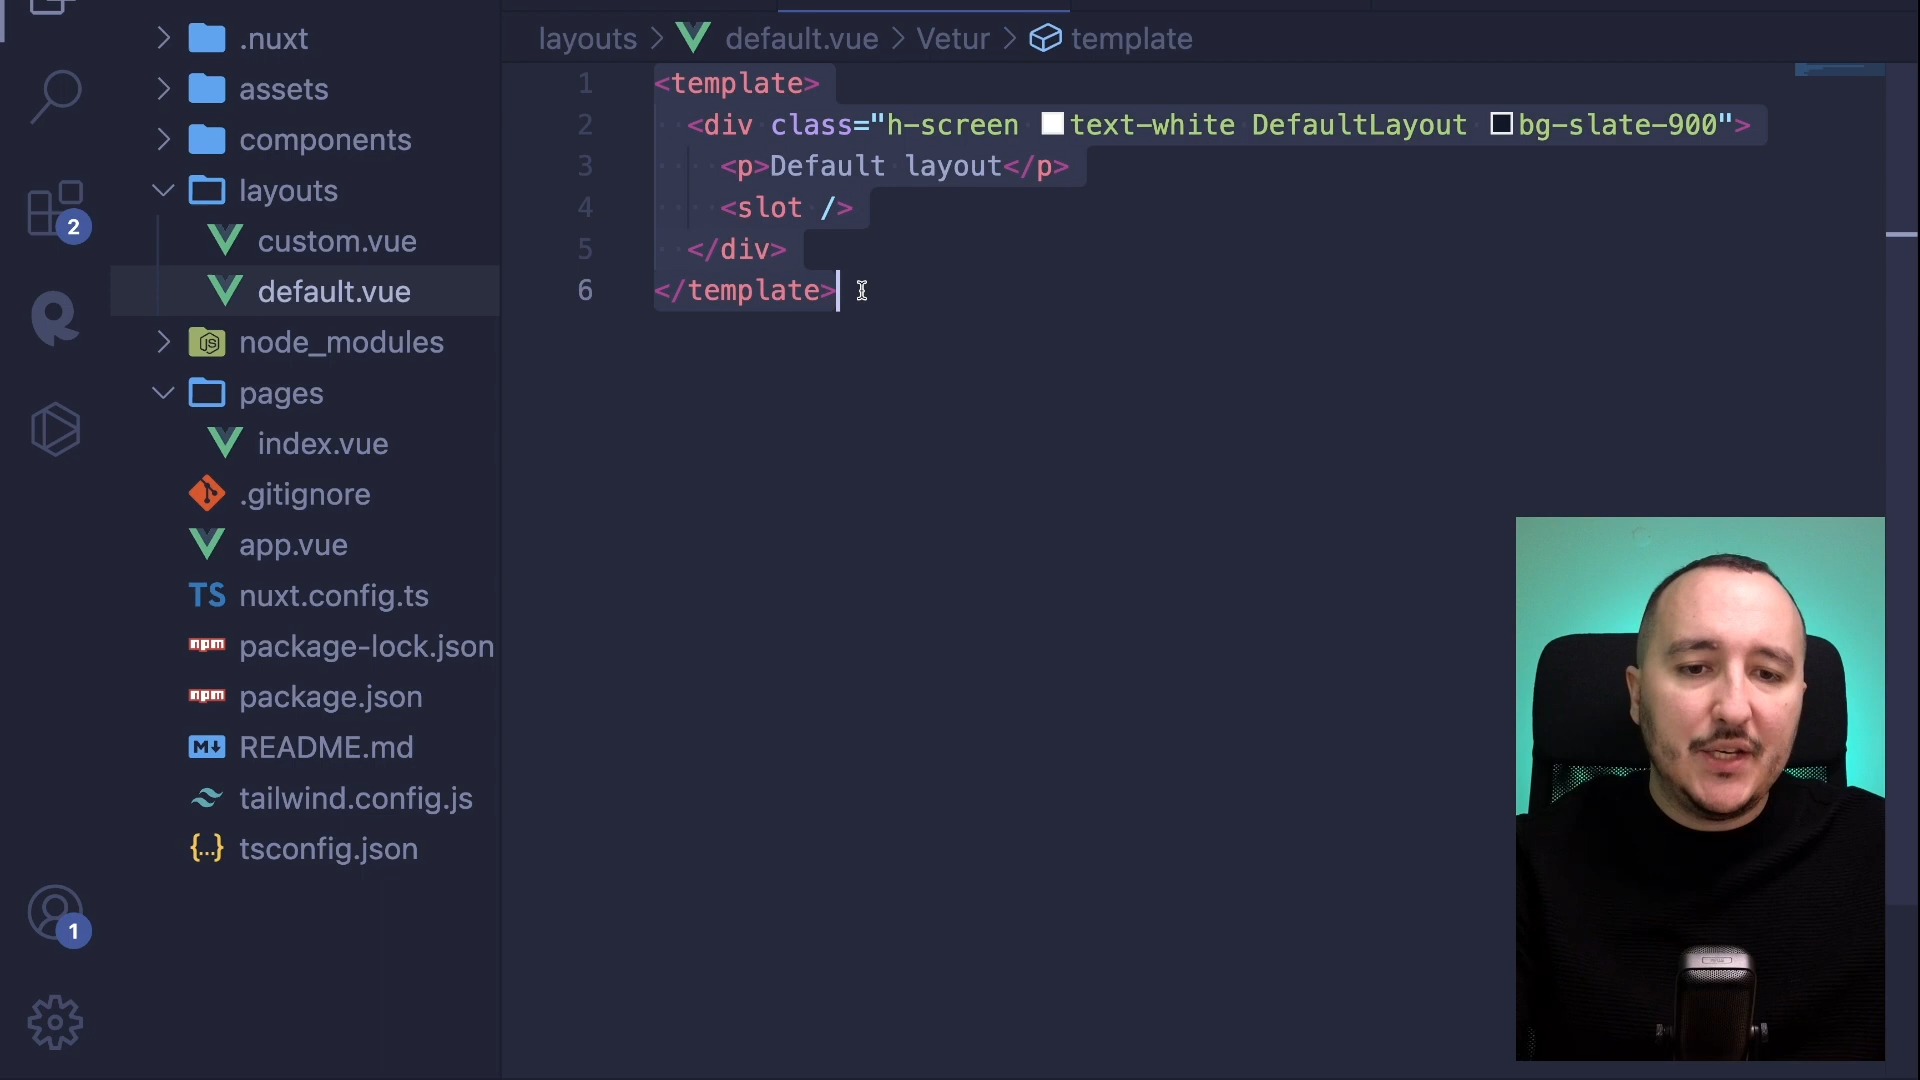 .nuxt
assets
components
layouts
custom.vue
default.vue
node_modules
pages
index.vue
.gitignore
app.vue
TS nuxt.config.ts
npm package-lock.json
npm package.json
M README.md
tailwind.config.js
{...} tsconfig.json
2
1
layouts > default.vue > Vetur > template
1 <template>
2 <div class="h-screen text-white DefaultLayout bg-slate-900">
3 <p>Default layout</p>
4 <slot />
5 </div>
6 </template>